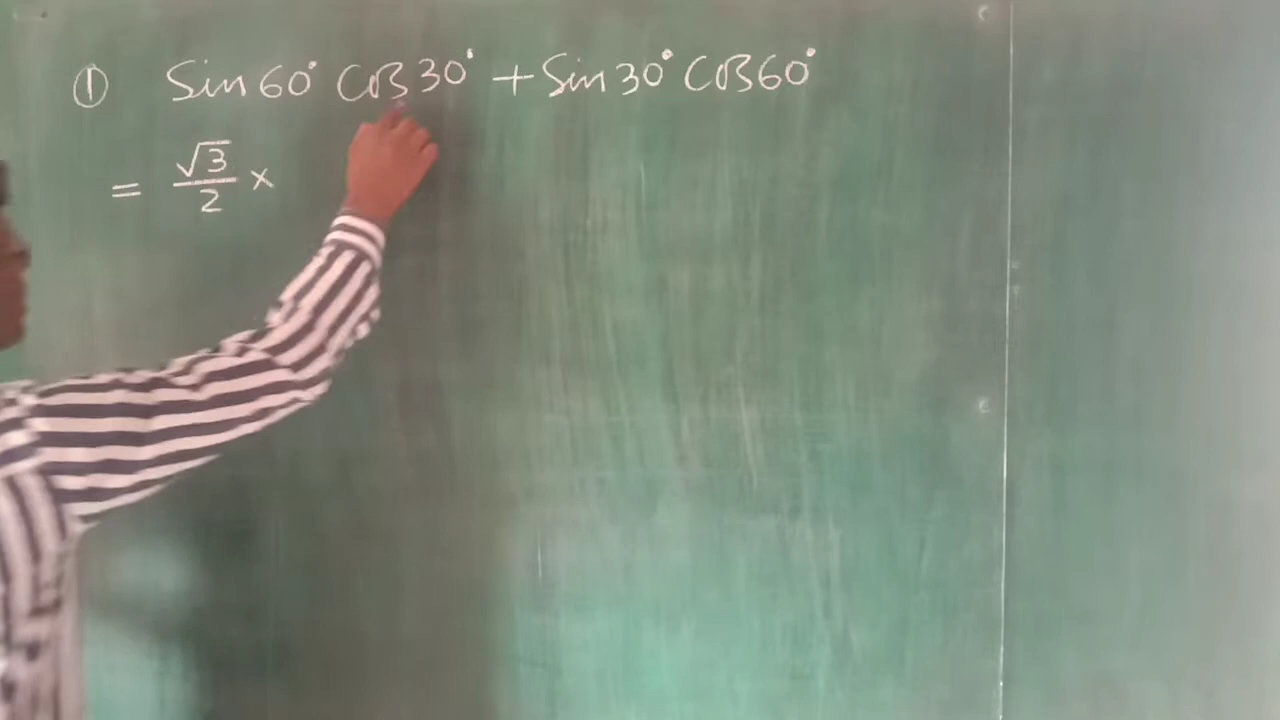 ① Sin 60° Cos 30° + Sin 30° Cos 60°
= √3/2 ×